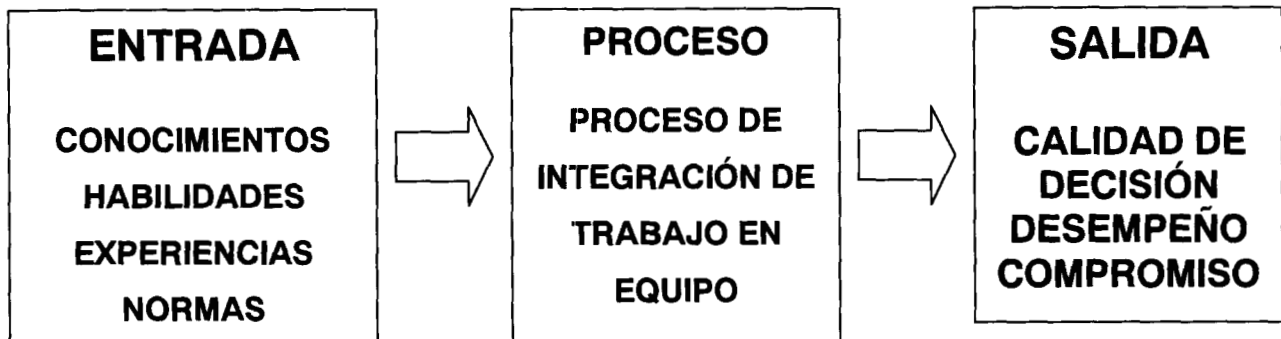 ENTRADA
CONOCIMIENTOS
HABILIDADES
EXPERIENCIAS
NORMAS
PROCESO
PROCESO DE
INTEGRACIÓN DE
TRABAJO EN
EQUIPO
SALIDA
CALIDAD DE
DECISIÓN
DESEMPEÑO
COMPROMISO